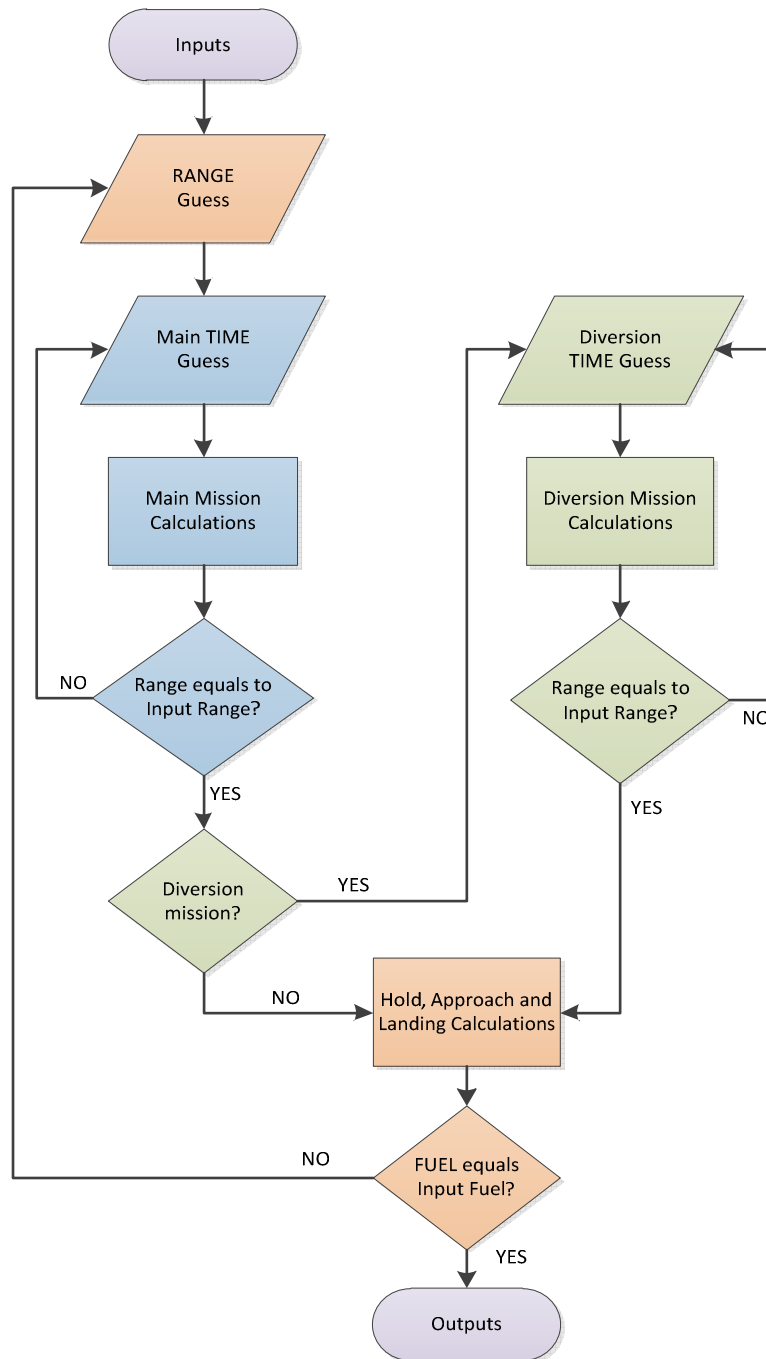 Inputs
RANGE
Guess
Main TIME
Guess
Main Mission
Calculations
Range equals to
Input Range?
NO
YES
Diversion
mission?
YES
NO
Diversion
TIME Guess
Diversion Mission
Calculations
Range equals to
Input Range?
NO
YES
Hold, Approach and
Landing Calculations
FUEL equals
Input Fuel?
NO
YES
Outputs